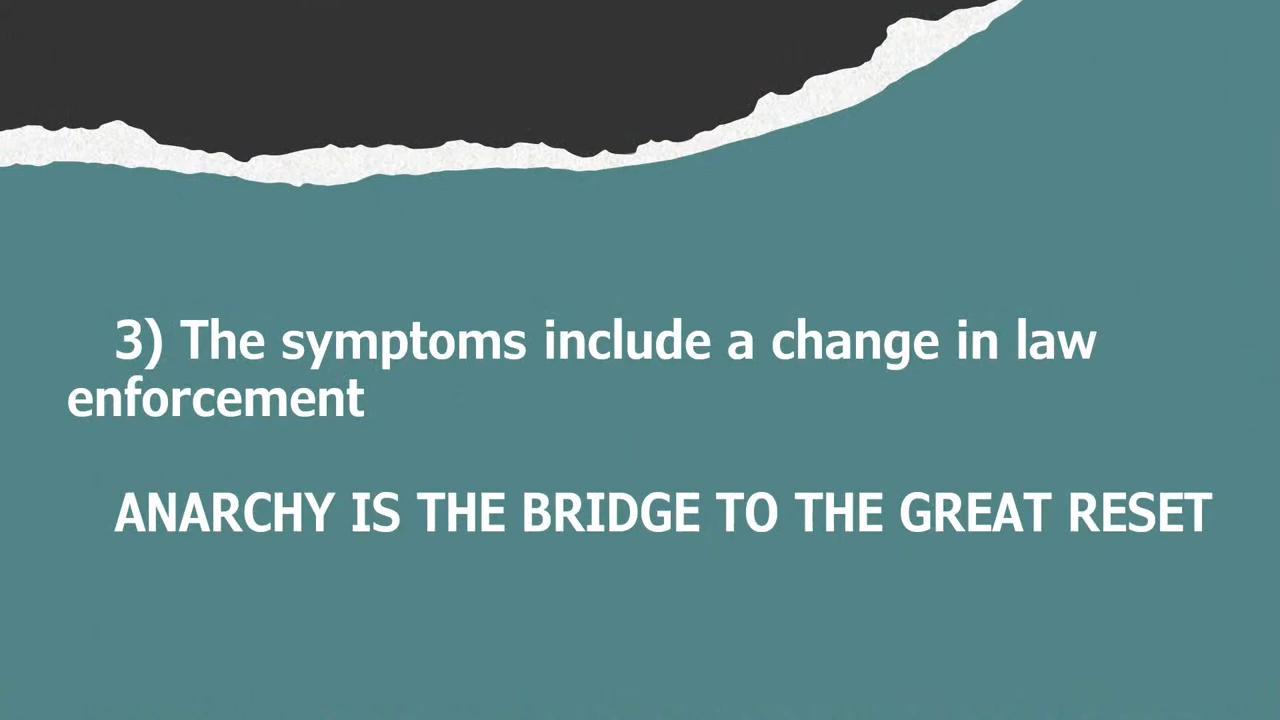 3) The symptoms include a change in law
enforcement
ANARCHY IS THE BRIDGE TO THE GREAT RESET